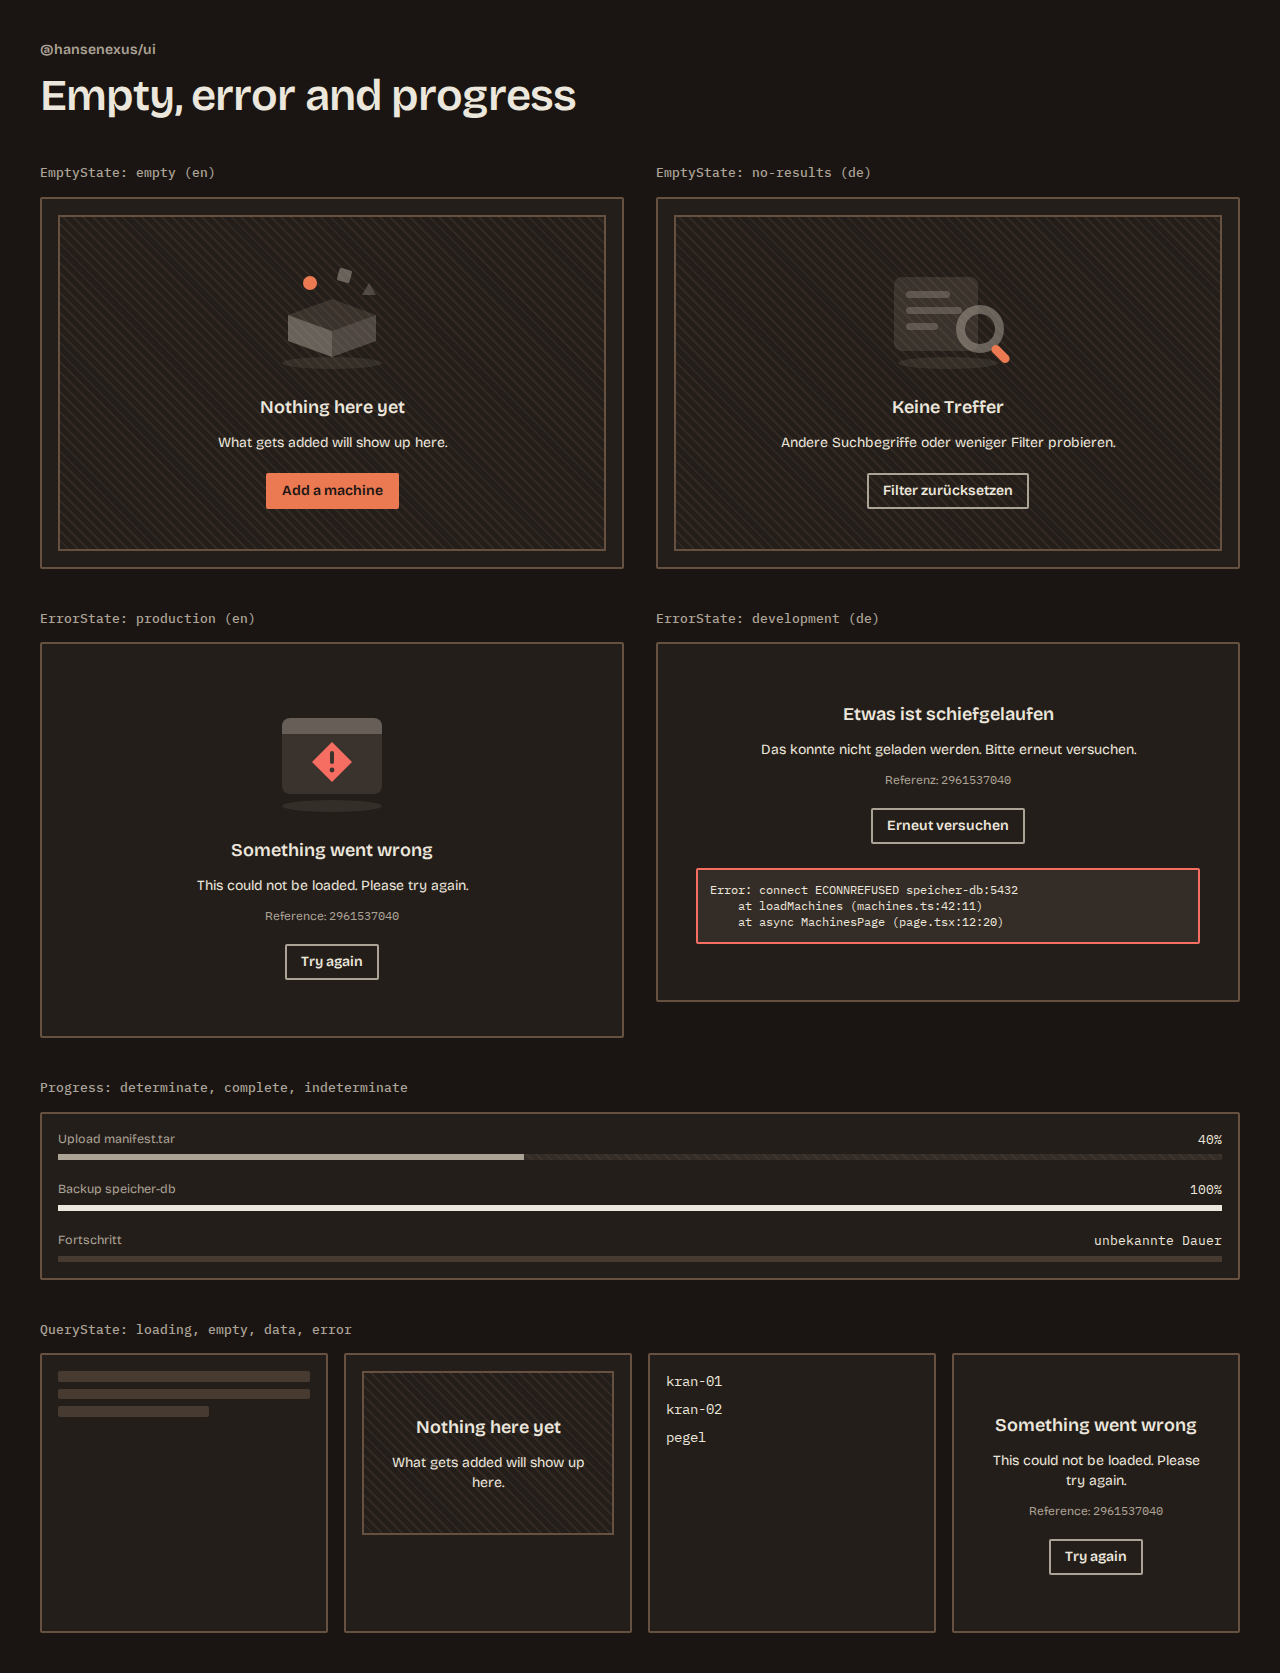 @hansenexus/ui
Empty, error and progress
EmptyState: empty (en)
Nothing here yet
What gets added will show up here.
Add a machine
EmptyState: no-results (de)
Keine Treffer
Andere Suchbegriffe oder weniger Filter probieren.
Filter zurücksetzen
ErrorState: production (en)
Something went wrong
This could not be loaded. Please try again.
Reference: 2961537040
Try again
ErrorState: development (de)
Etwas ist schiefgelaufen
Das konnte nicht geladen werden. Bitte erneut versuchen.
Referenz: 2961537040
Erneut versuchen
Error: connect ECONNREFUSED speicher-db:5432
at loadMachines (machines.ts:42:11)
at async MachinesPage (page.tsx:12:20)
Progress: determinate, complete, indeterminate
Upload manifest.tar 40%
Backup speicher-db 100%
Fortschritt unbekannte Dauer
QueryState: loading, empty, data, error
Nothing here yet
What gets added will show up
here.
kran-01
kran-02
pegel
Something went wrong
This could not be loaded. Please
try again.
Reference: 2961537040
Try again